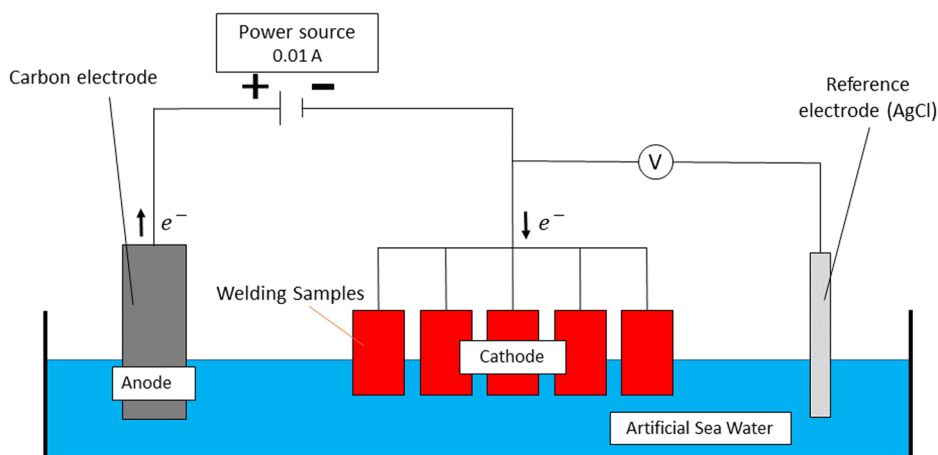 Power source
0.01 A
Carbon electrode
+ −
Reference
electrode (AgCl)
V
e⁻
e⁻
Welding Samples
Cathode
Anode
Artificial Sea Water